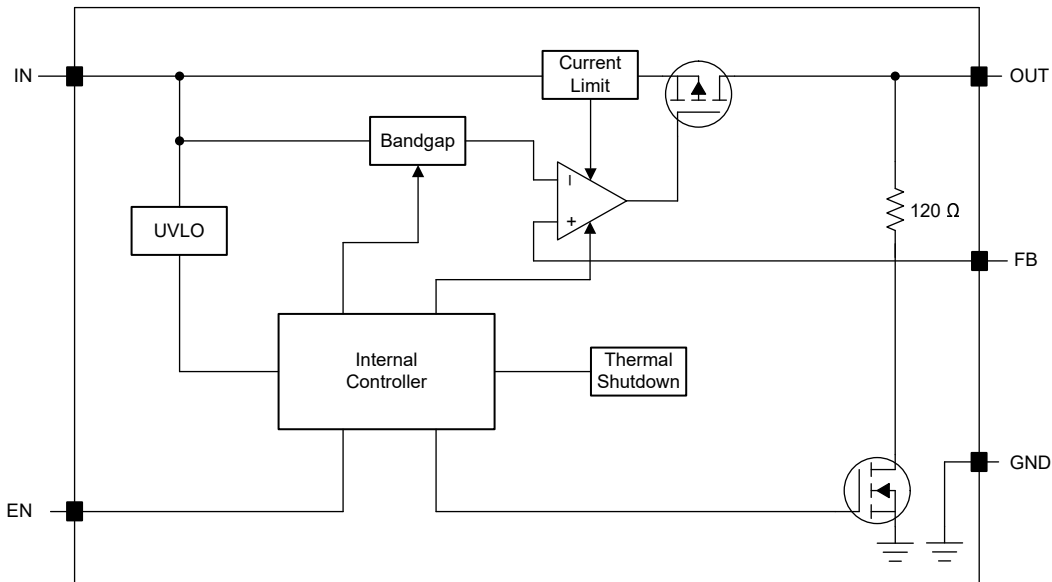 IN
Current
Limit
OUT
Bandgap
–
+
UVLO
120 Ω
FB
Internal
Controller
Thermal
Shutdown
GND
EN